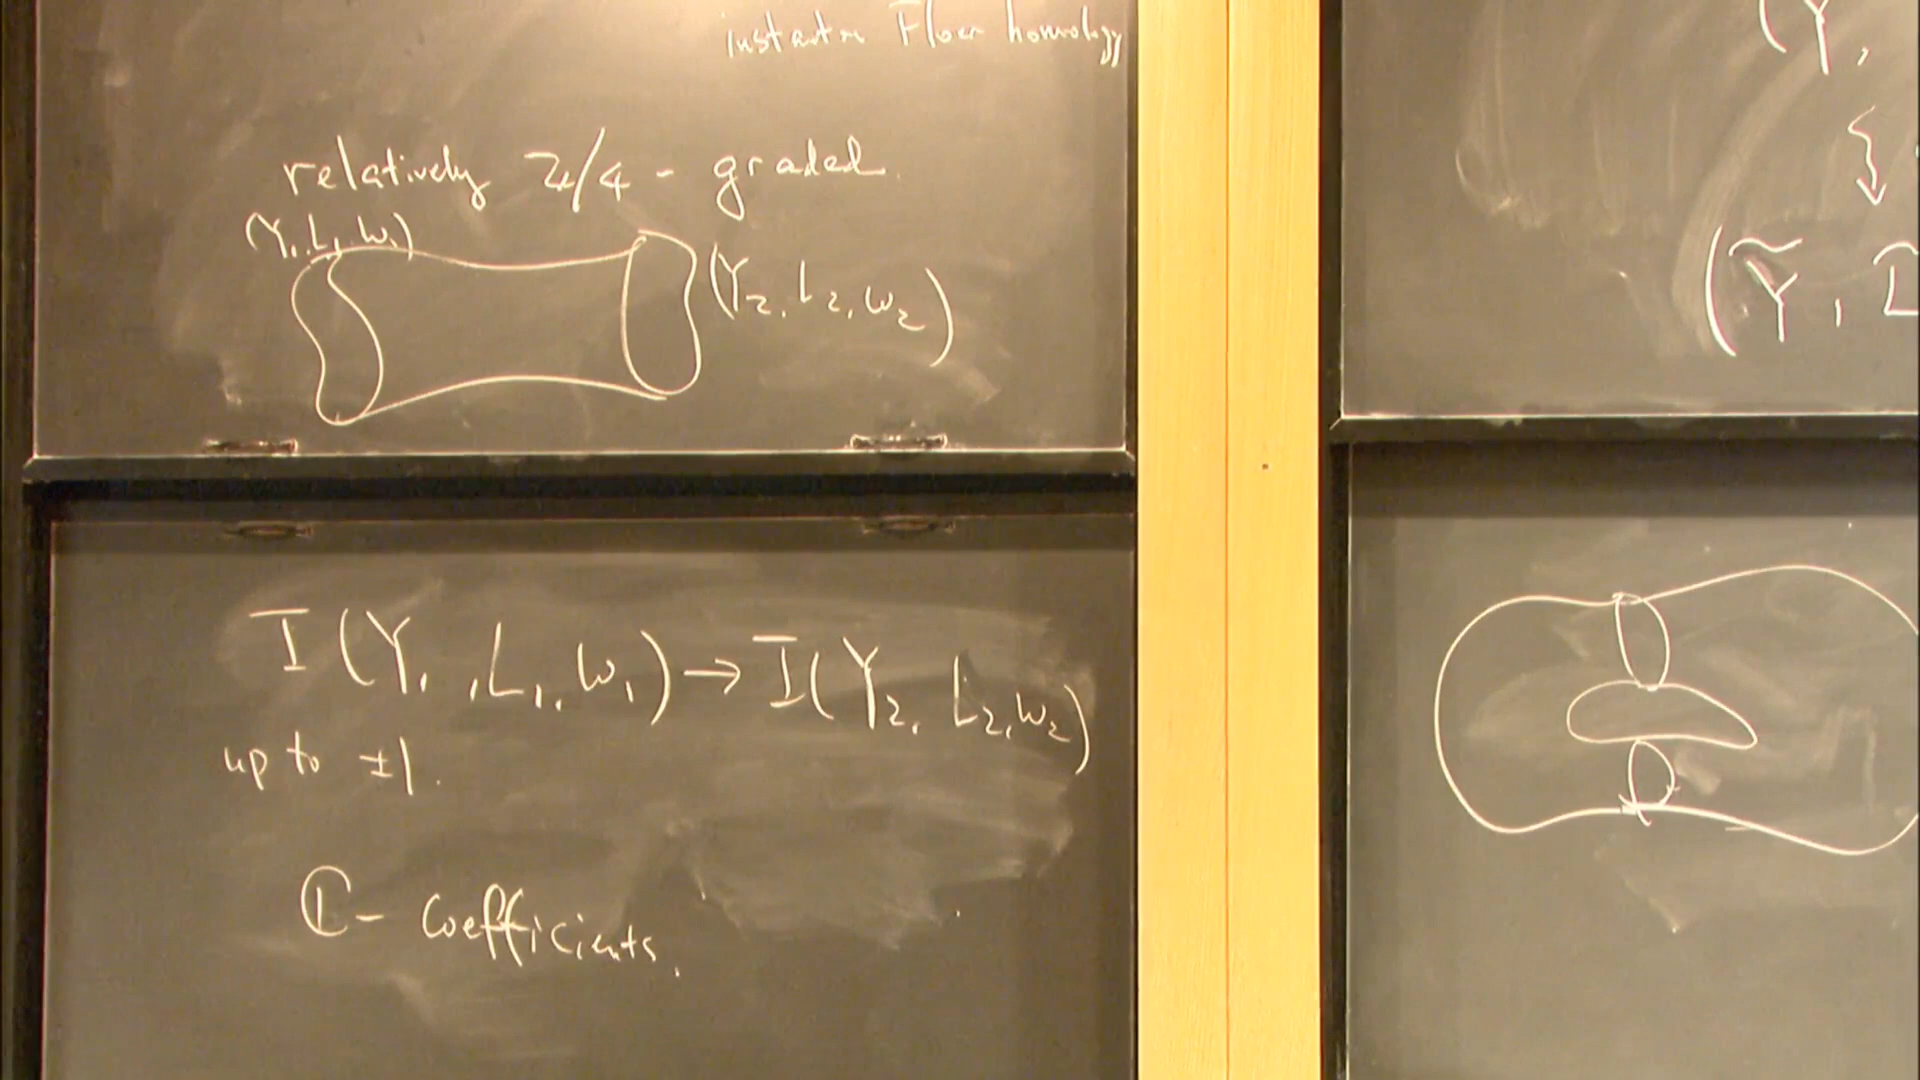 instanton Floer homology
relatively ℤ/4 - graded.
(Y₁, L₁, w₁)
(Y₂, L₂, w₂)
I(Y₁, L₁, w₁) → I(Y₂, L₂, w₂)
up to ±1.
ℂ - coefficients.
(Y,
(Ỹ,